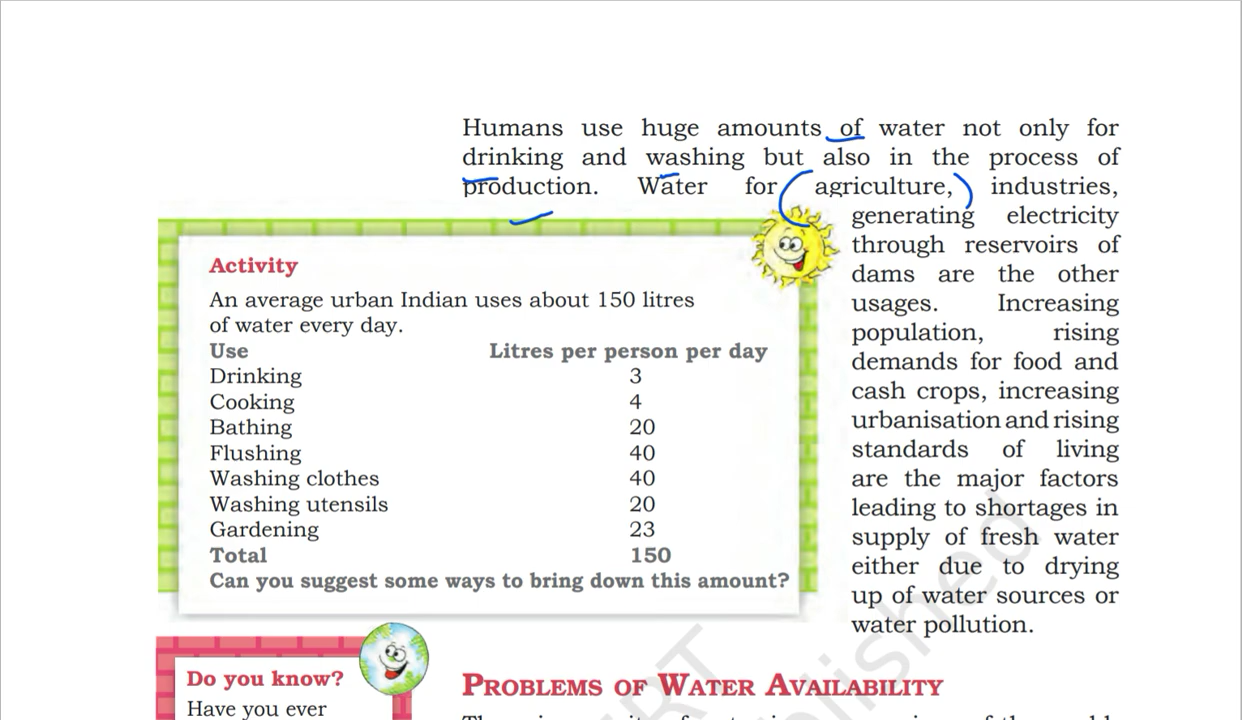 Humans use huge amounts of water not only for
drinking and washing but also in the process of
production. Water for agriculture, industries,
generating electricity
through reservoirs of
dams are the other
usages. Increasing
population, rising
demands for food and
cash crops, increasing
urbanisation and rising
standards of living
are the major factors
leading to shortages in
supply of fresh water
either due to drying
up of water sources or
water pollution.
Activity
An average urban Indian uses about 150 litres
of water every day.
Use Litres per person per day
Drinking 3
Cooking 4
Bathing 20
Flushing 40
Washing clothes 40
Washing utensils 20
Gardening 23
Total 150
Can you suggest some ways to bring down this amount?
Do you know?
Have you ever
PROBLEMS OF WATER AVAILABILITY